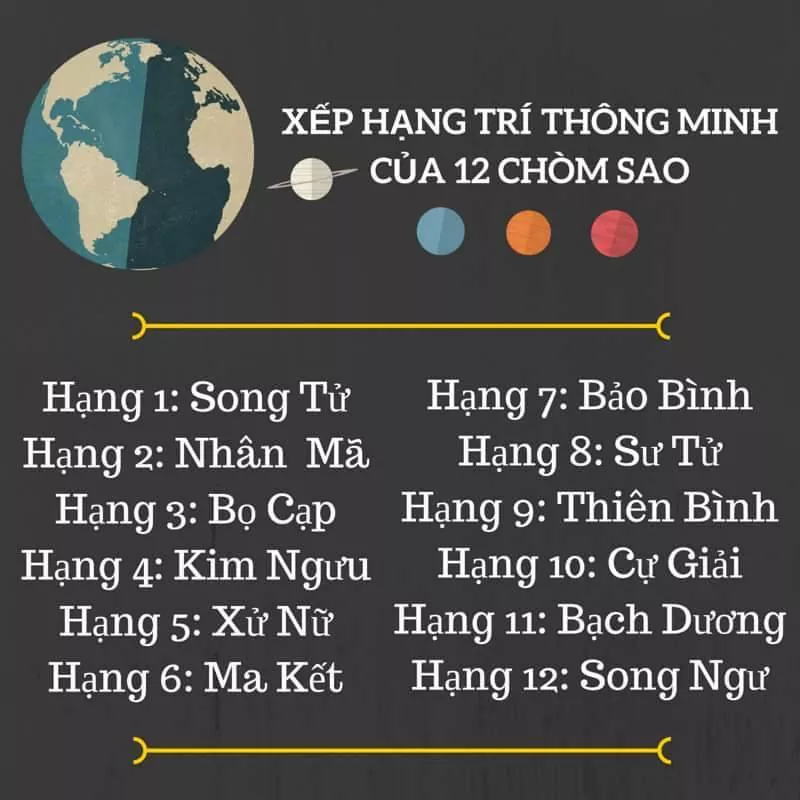 XẾP HẠNG TRÍ THÔNG MINH
CỦA 12 CHÒM SAO
Hạng 1: Song Tử
Hạng 2: Nhân Mã
Hạng 3: Bọ Cạp
Hạng 4: Kim Ngưu
Hạng 5: Xử Nữ
Hạng 6: Ma Kết
Hạng 7: Bảo Bình
Hạng 8: Sư Tử
Hạng 9: Thiên Bình
Hạng 10: Cự Giải
Hạng 11: Bạch Dương
Hạng 12: Song Ngư